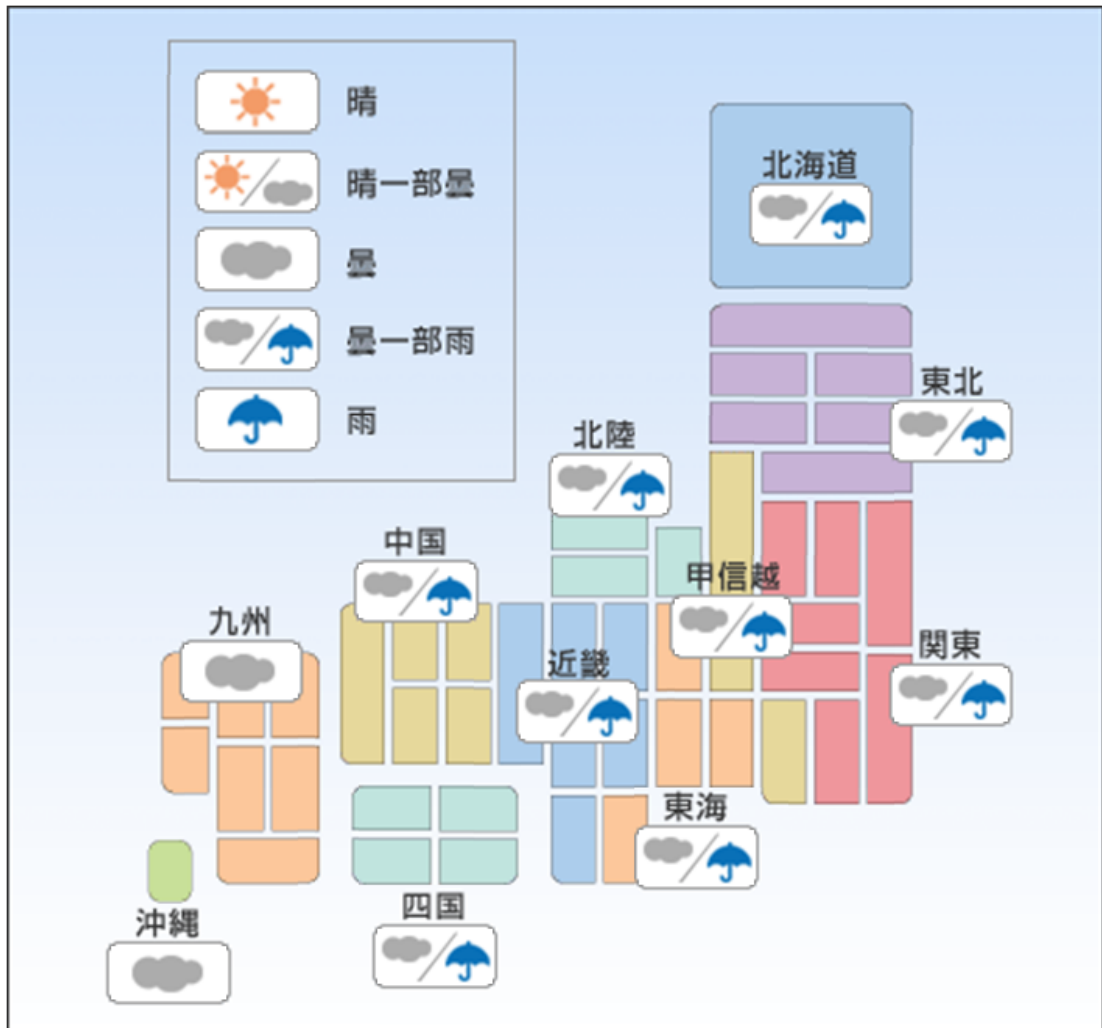 晴
晴一部曇
曇
曇一部雨
雨
北海道
東北
北陸
中国
甲信越
九州
関東
近畿
東海
四国
沖縄